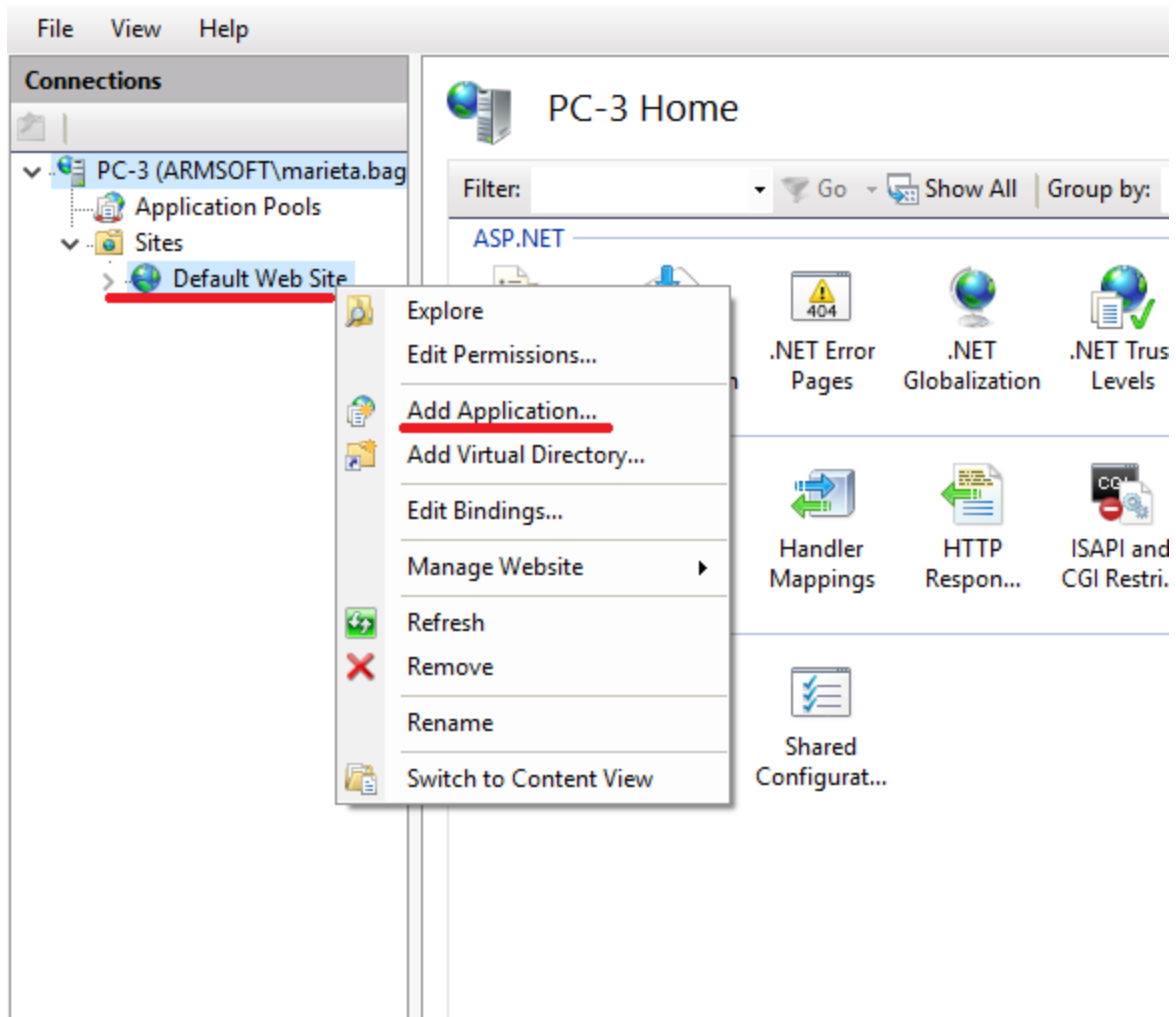 File View Help
Connections
PC-3 Home
PC-3 (ARMSOFT\marieta.bag
Application Pools
Sites
Default Web Site
Filter:
Go
Show All
Group by:
ASP.NET
Explore
Edit Permissions...
Add Application...
Add Virtual Directory...
Edit Bindings...
Manage Website
Refresh
Remove
Rename
Switch to Content View
404
.NET Error
Pages
.NET
Globalization
.NET Trus
Levels
Handler
Mappings
HTTP
Respon...
ISAPI and
CGI Restri.
Shared
Configurat...